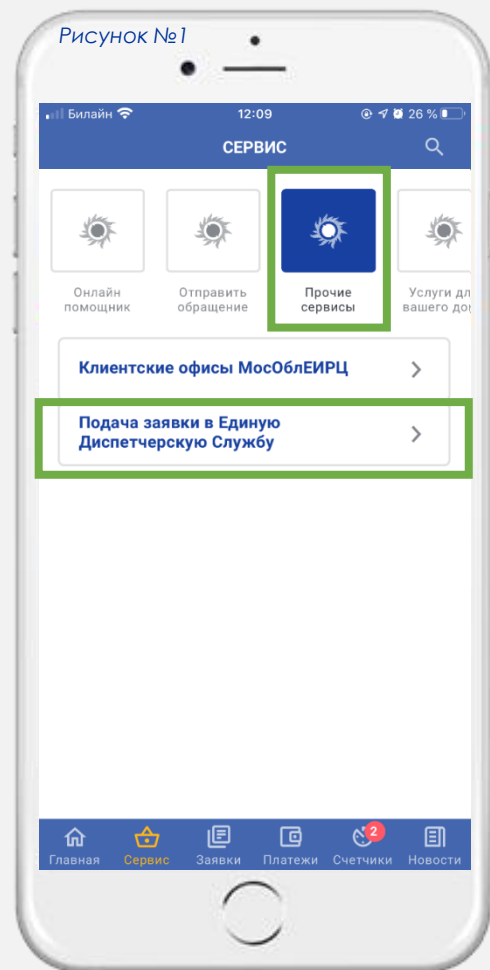 Рисунок №1
Билайн 12:09 26 %
СЕРВИС
Онлайн помощник
Отправить обращение
Прочие сервисы
Услуги дл вашего до
Клиентские офисы МосОблЕИРЦ
Подача заявки в Единую
Диспетчерскую Службу
2
Главная Сервис Заявки Платежи Счетчики Новости